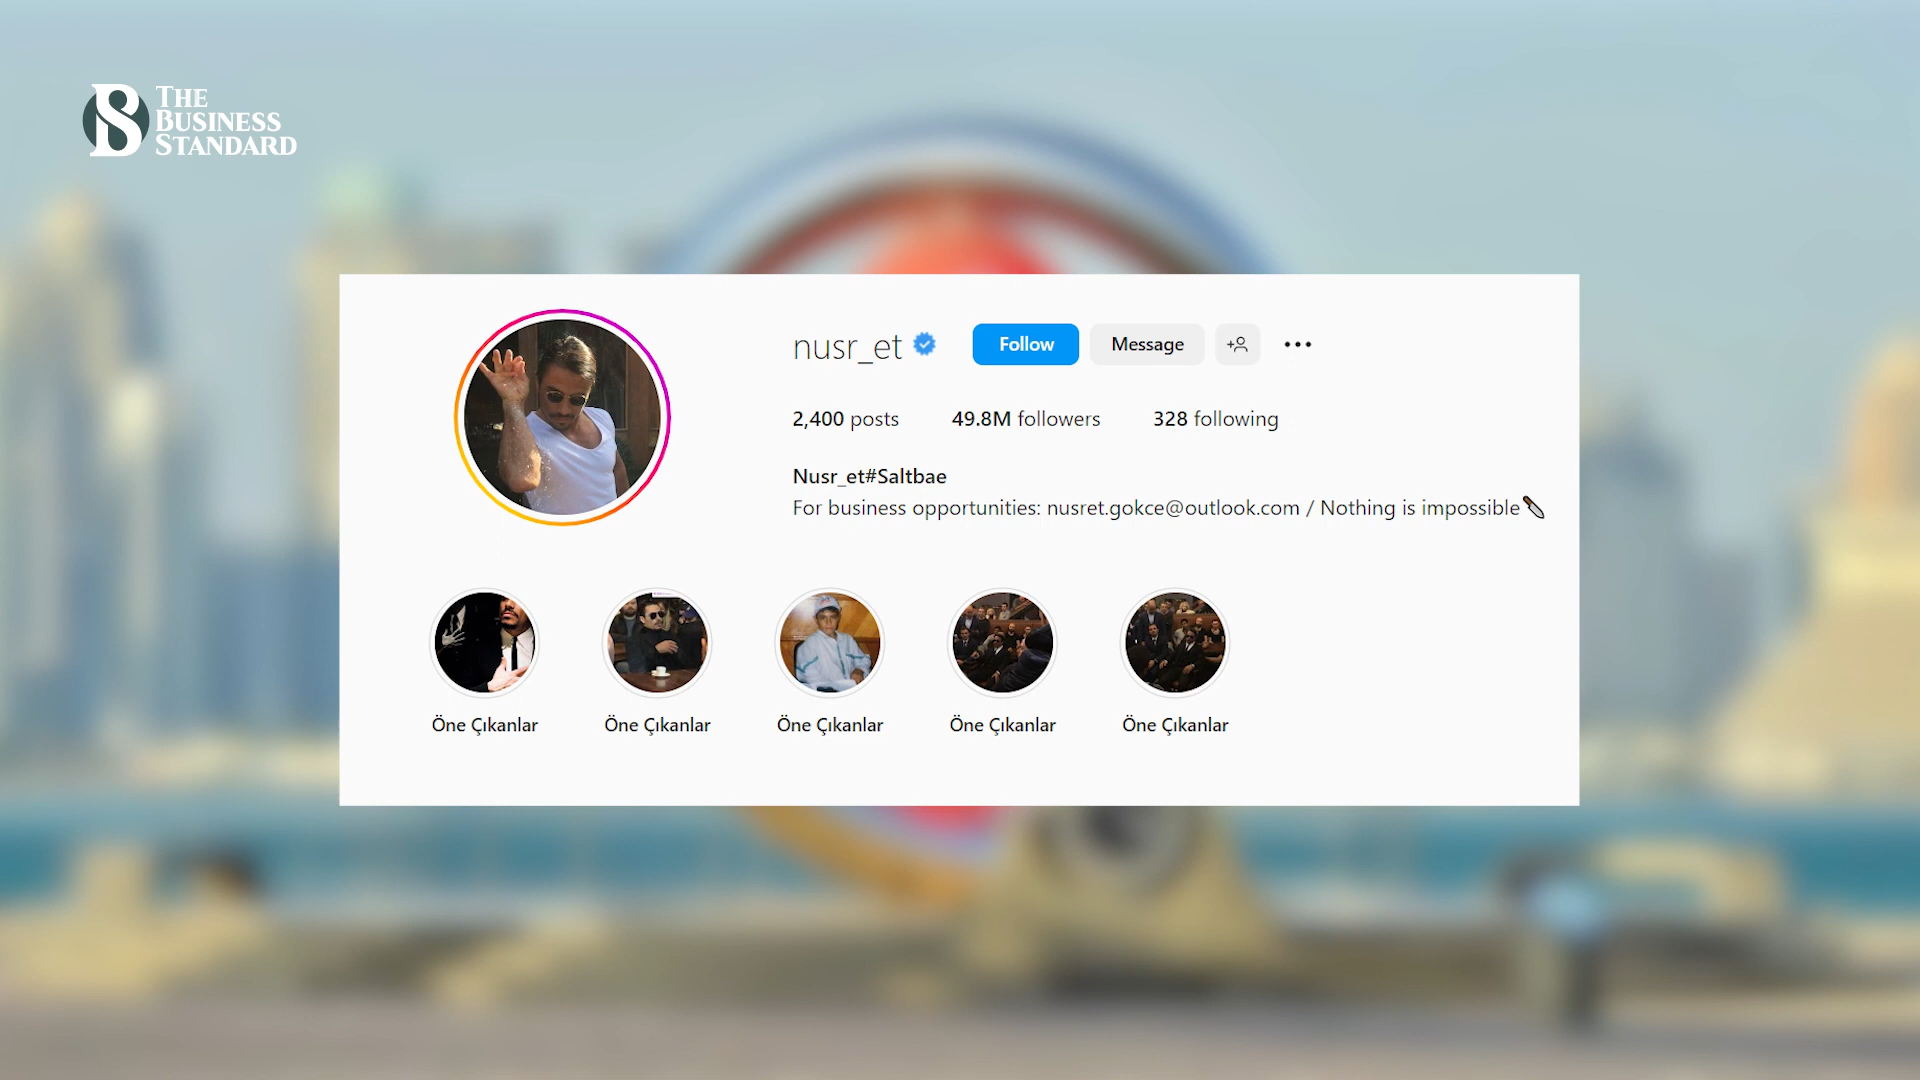 THE
BUSINESS
STANDARD
nusr_et
Follow
Message
2,400 posts
49.8M followers
328 following
Nusr_et#Saltbae
For business opportunities: nusret.gokce@outlook.com / Nothing is impossible🔪
Öne Çıkanlar
Öne Çıkanlar
Öne Çıkanlar
Öne Çıkanlar
Öne Çıkanlar